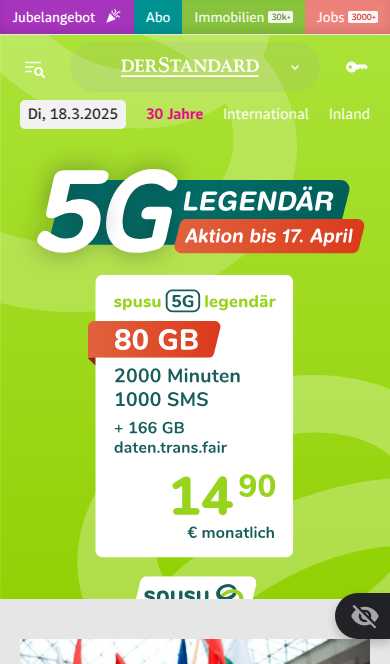 Jubelangebot Abo Immobilien 30k+ Jobs 3000+
DERSTANDARD
Di, 18.3.2025 30 Jahre International Inland
5G LEGENDÄR
Aktion bis 17. April
spusu 5G legendär
80 GB
2000 Minuten
1000 SMS
+ 166 GB
daten.trans.fair
14 90
€ monatlich
spusu